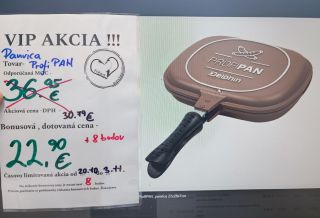 VIP AKCIA !!!
Panvica
Tovar- Profi PAN
Odporúčaná MOC -
36,95 €
Akciová cena -DPH
30.79 €
Bonusová , dotovaná cena
+ 8 bodov
22,90 €
Časovo limitovaná akcia od 20.10. 3.11.
8
PROFI PAN
Delphin